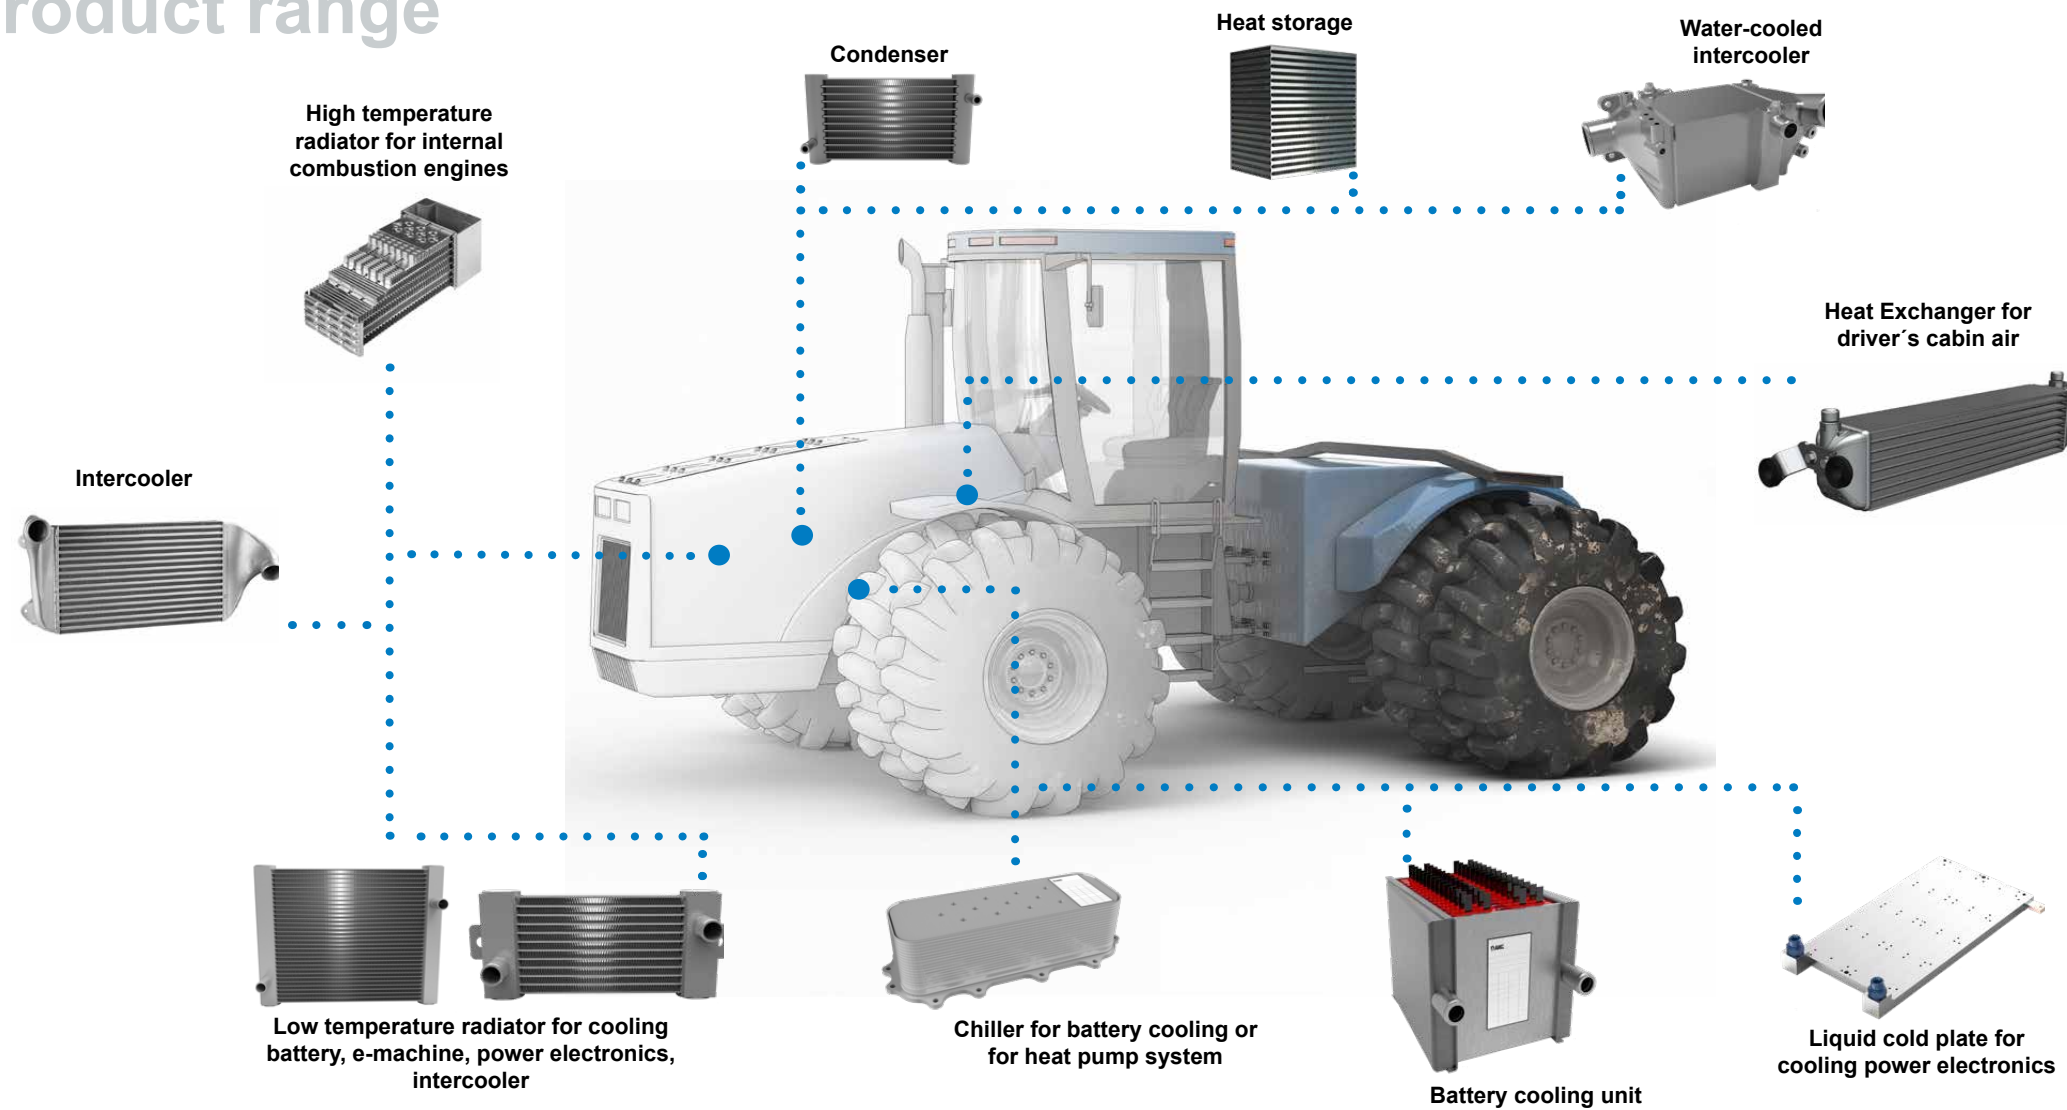 roduct range
Heat storage
Water-cooled
intercooler
Condenser
High temperature
radiator for internal
combustion engines
Heat Exchanger for
driver´s cabin air
Intercooler
Low temperature radiator for cooling
battery, e-machine, power electronics,
intercooler
Chiller for battery cooling or
for heat pump system
Battery cooling unit
Liquid cold plate for
cooling power electronics